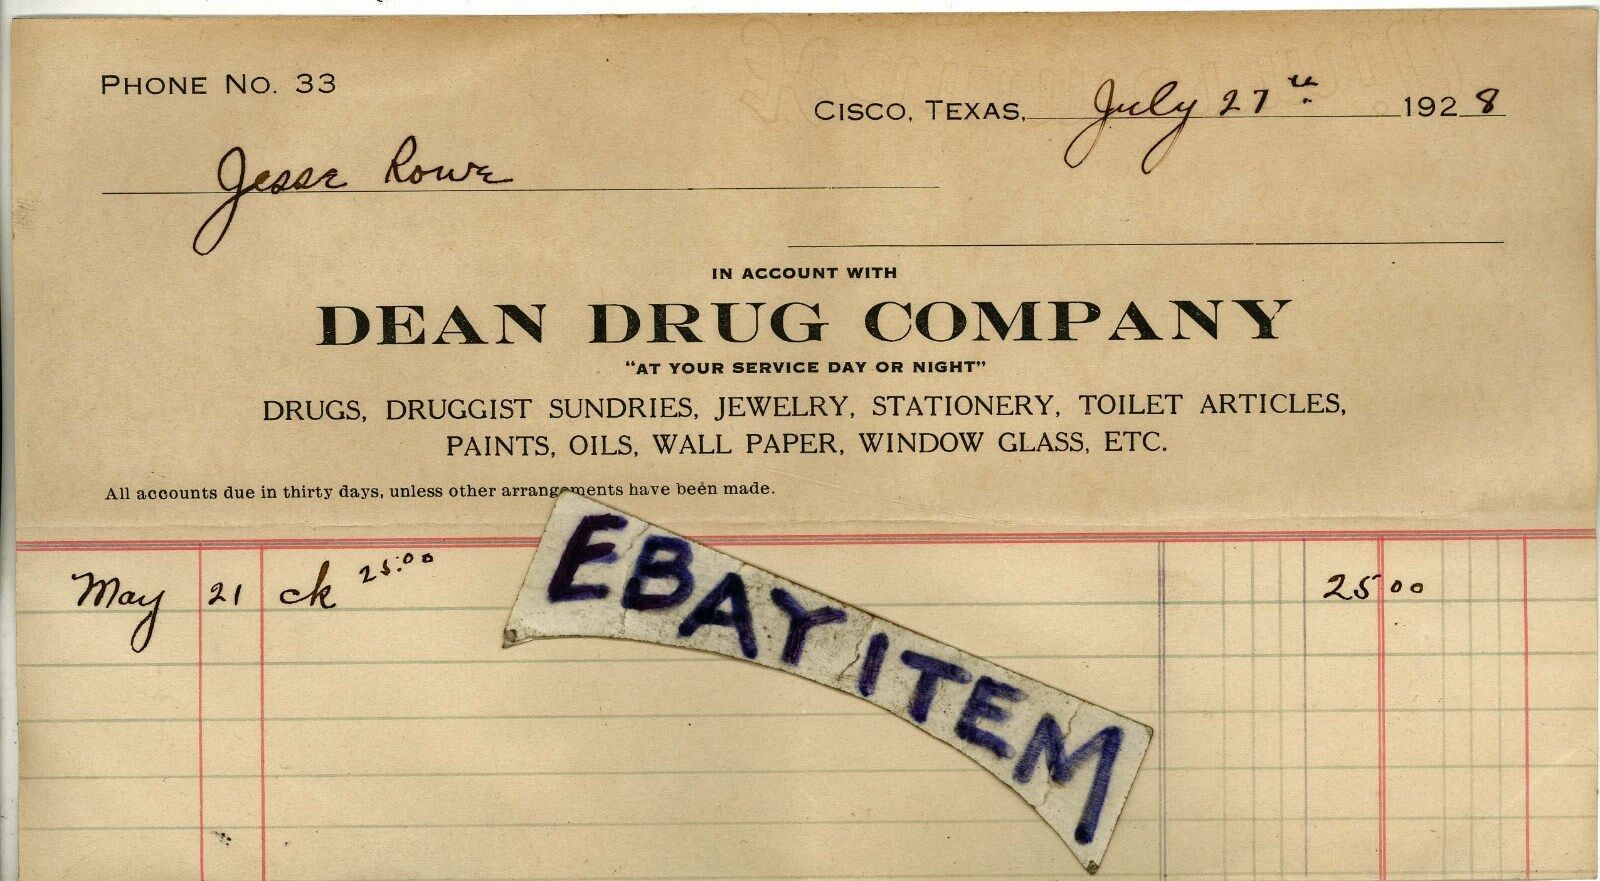 PHONE NO. 33
CISCO, TEXAS, July 27th 1928
Jesse Rowe
IN ACCOUNT WITH
DEAN DRUG COMPANY
"AT YOUR SERVICE DAY OR NIGHT"
DRUGS, DRUGGIST SUNDRIES, JEWELRY, STATIONERY, TOILET ARTICLES,
PAINTS, OILS, WALL PAPER, WINDOW GLASS, ETC.
All accounts due in thirty days, unless other arrangements have been made.
May 21 ck 25.00 25 00
EBAY ITEM